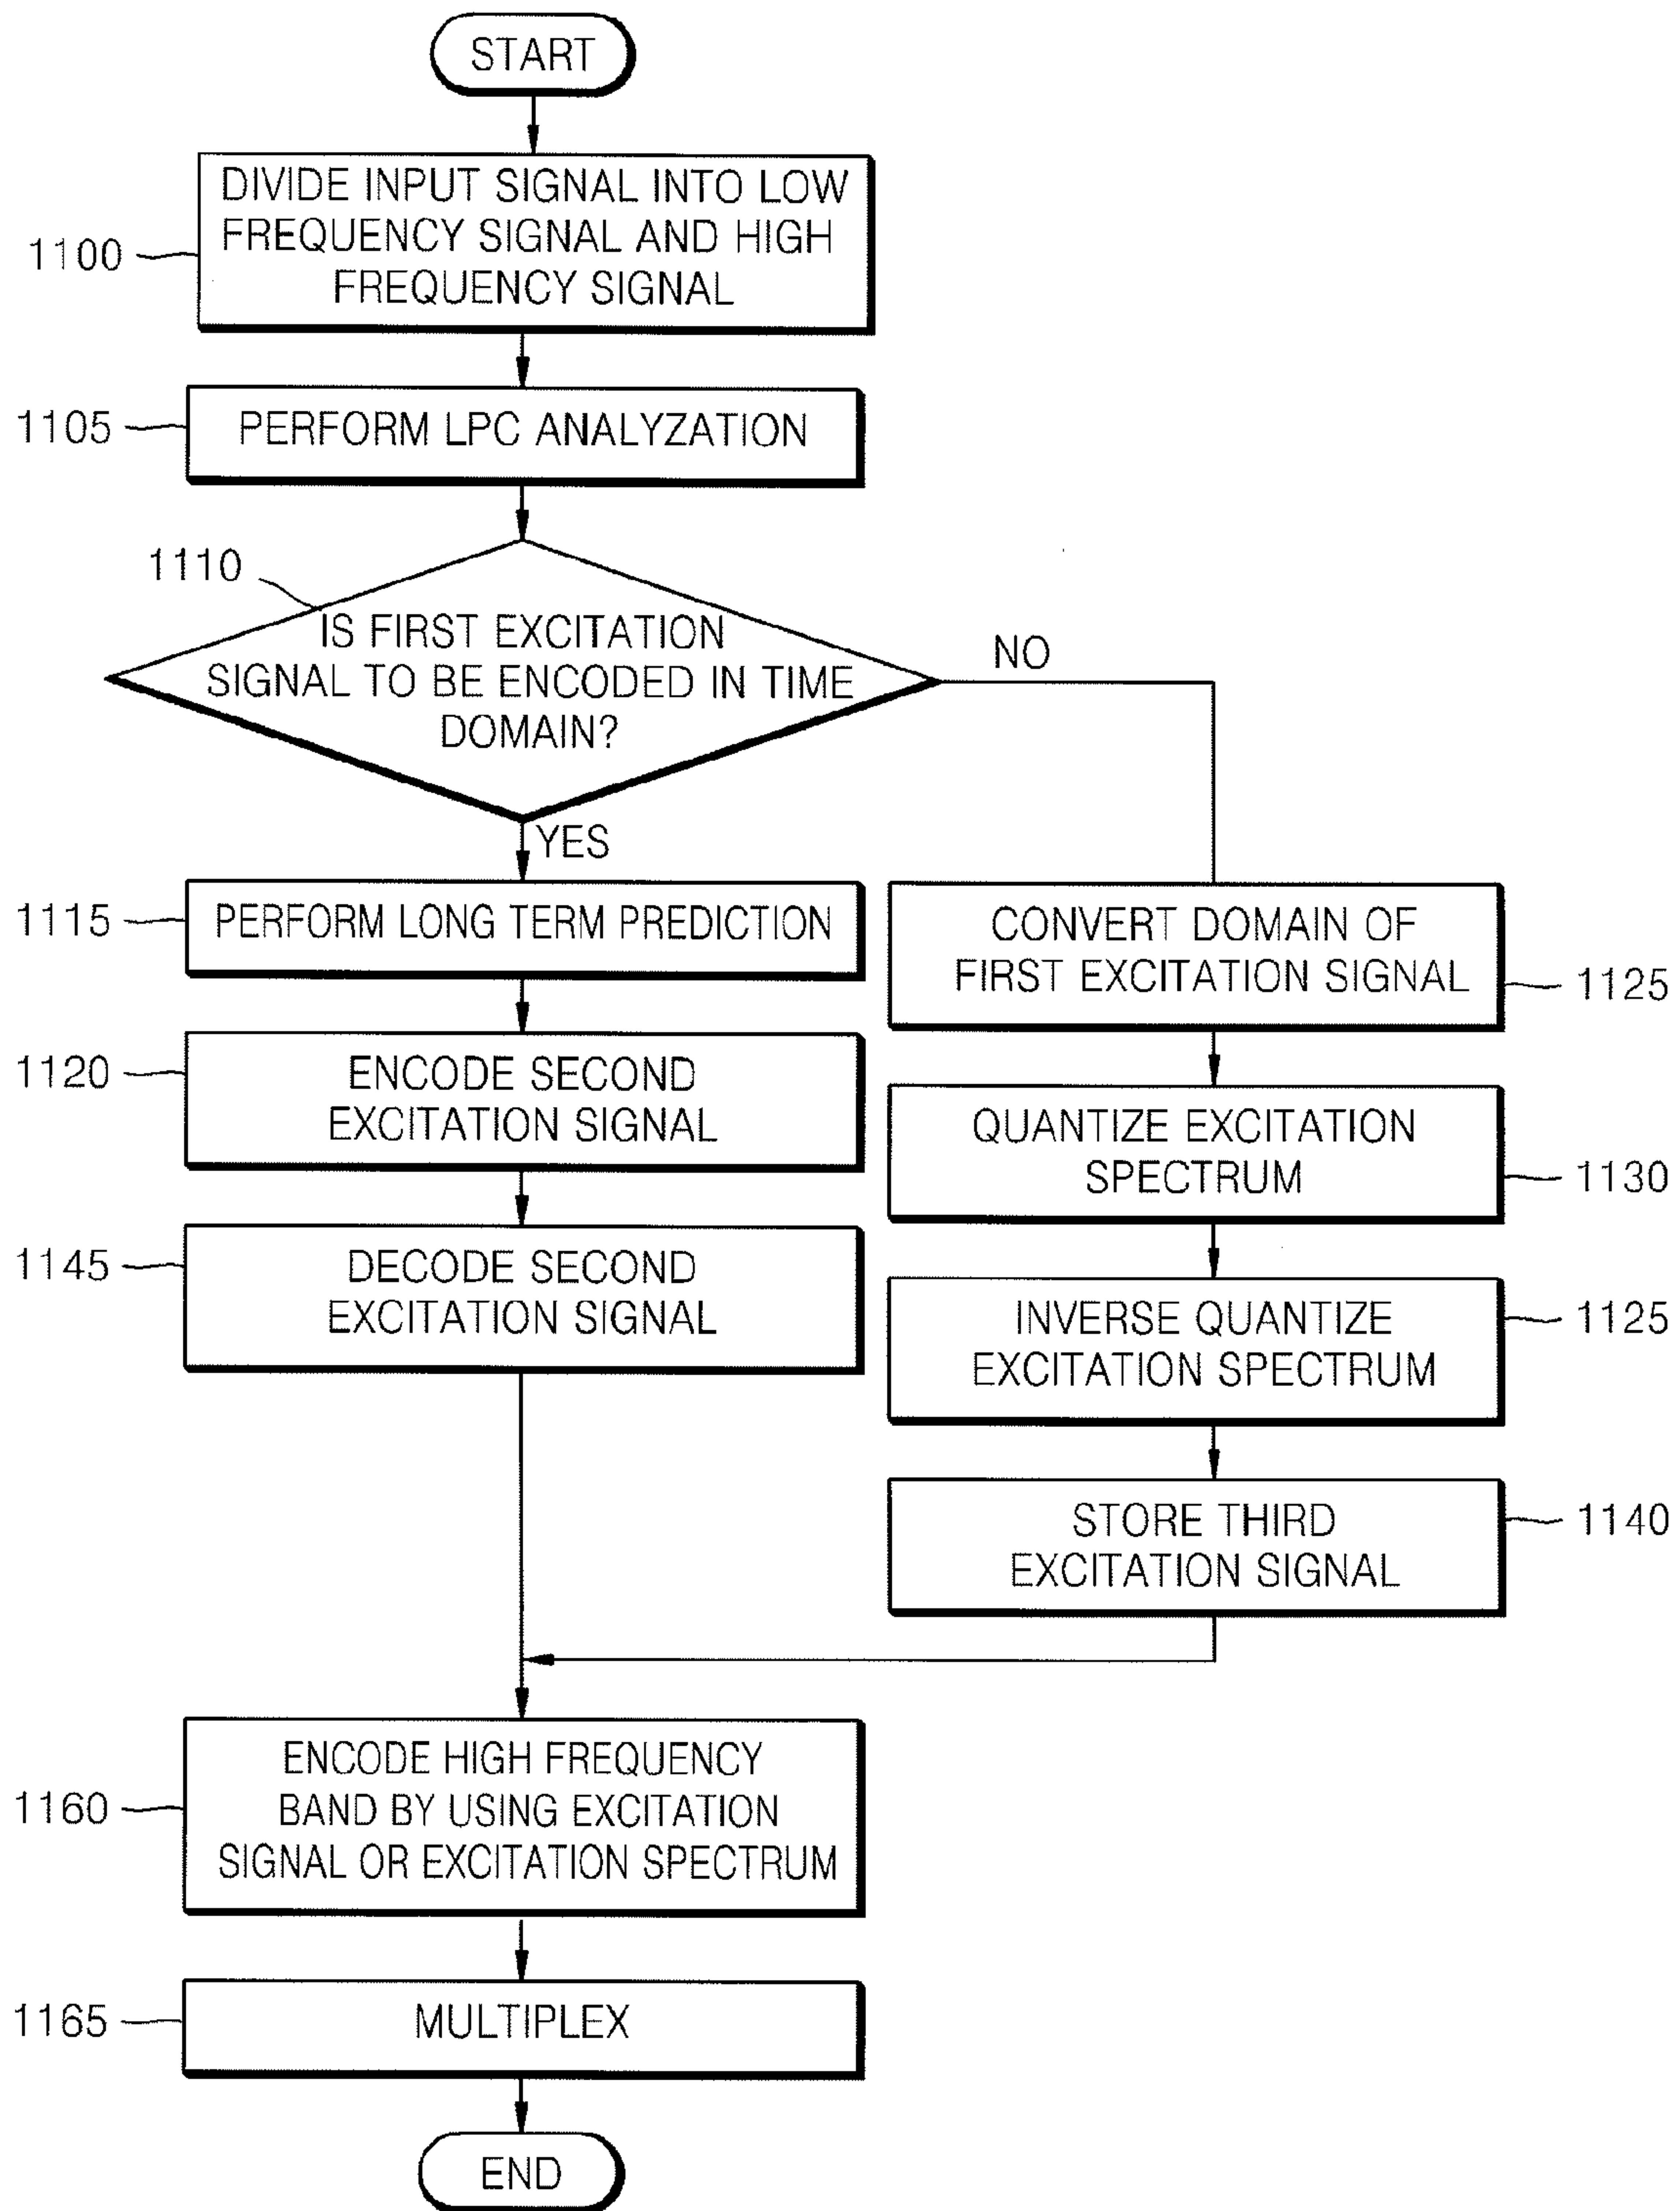 START
DIVIDE INPUT SIGNAL INTO LOW
FREQUENCY SIGNAL AND HIGH
FREQUENCY SIGNAL
1100
PERFORM LPC ANALYZATION
1105
1110
IS FIRST EXCITATION
SIGNAL TO BE ENCODED IN TIME
DOMAIN?
NO
YES
1115
PERFORM LONG TERM PREDICTION
1120
ENCODE SECOND
EXCITATION SIGNAL
1145
DECODE SECOND
EXCITATION SIGNAL
CONVERT DOMAIN OF
FIRST EXCITATION SIGNAL
1125
QUANTIZE EXCITATION
SPECTRUM
1130
INVERSE QUANTIZE
EXCITATION SPECTRUM
1125
STORE THIRD
EXCITATION SIGNAL
1140
1160
ENCODE HIGH FREQUENCY
BAND BY USING EXCITATION
SIGNAL OR EXCITATION SPECTRUM
1165
MULTIPLEX
END